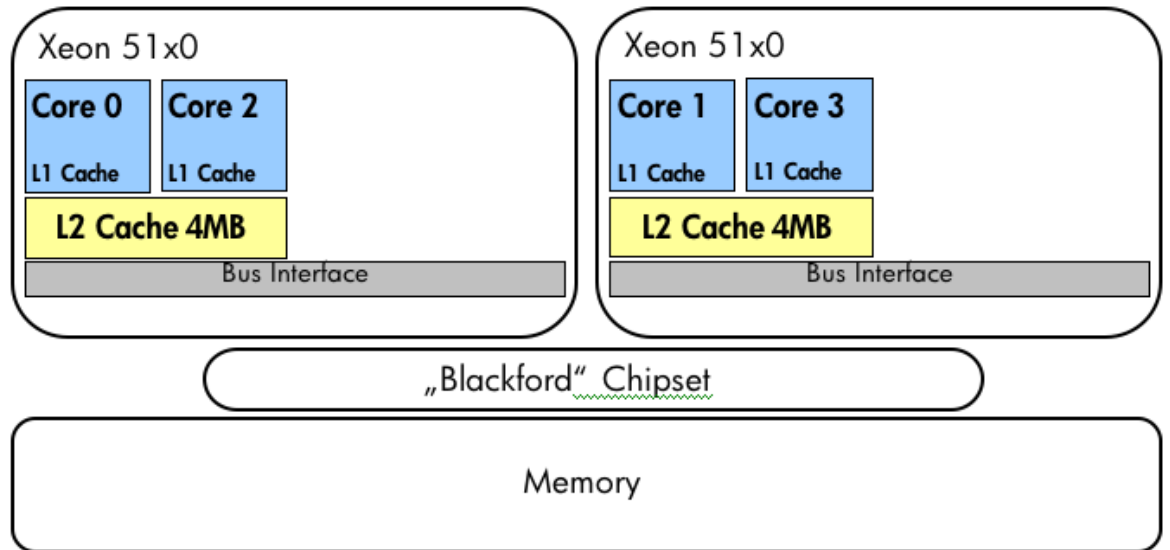 Xeon 51x0
Core 0
L1 Cache
Core 2
L1 Cache
L2 Cache 4MB
Bus Interface
Xeon 51x0
Core 1
L1 Cache
Core 3
L1 Cache
L2 Cache 4MB
Bus Interface
„Blackford“ Chipset
Memory